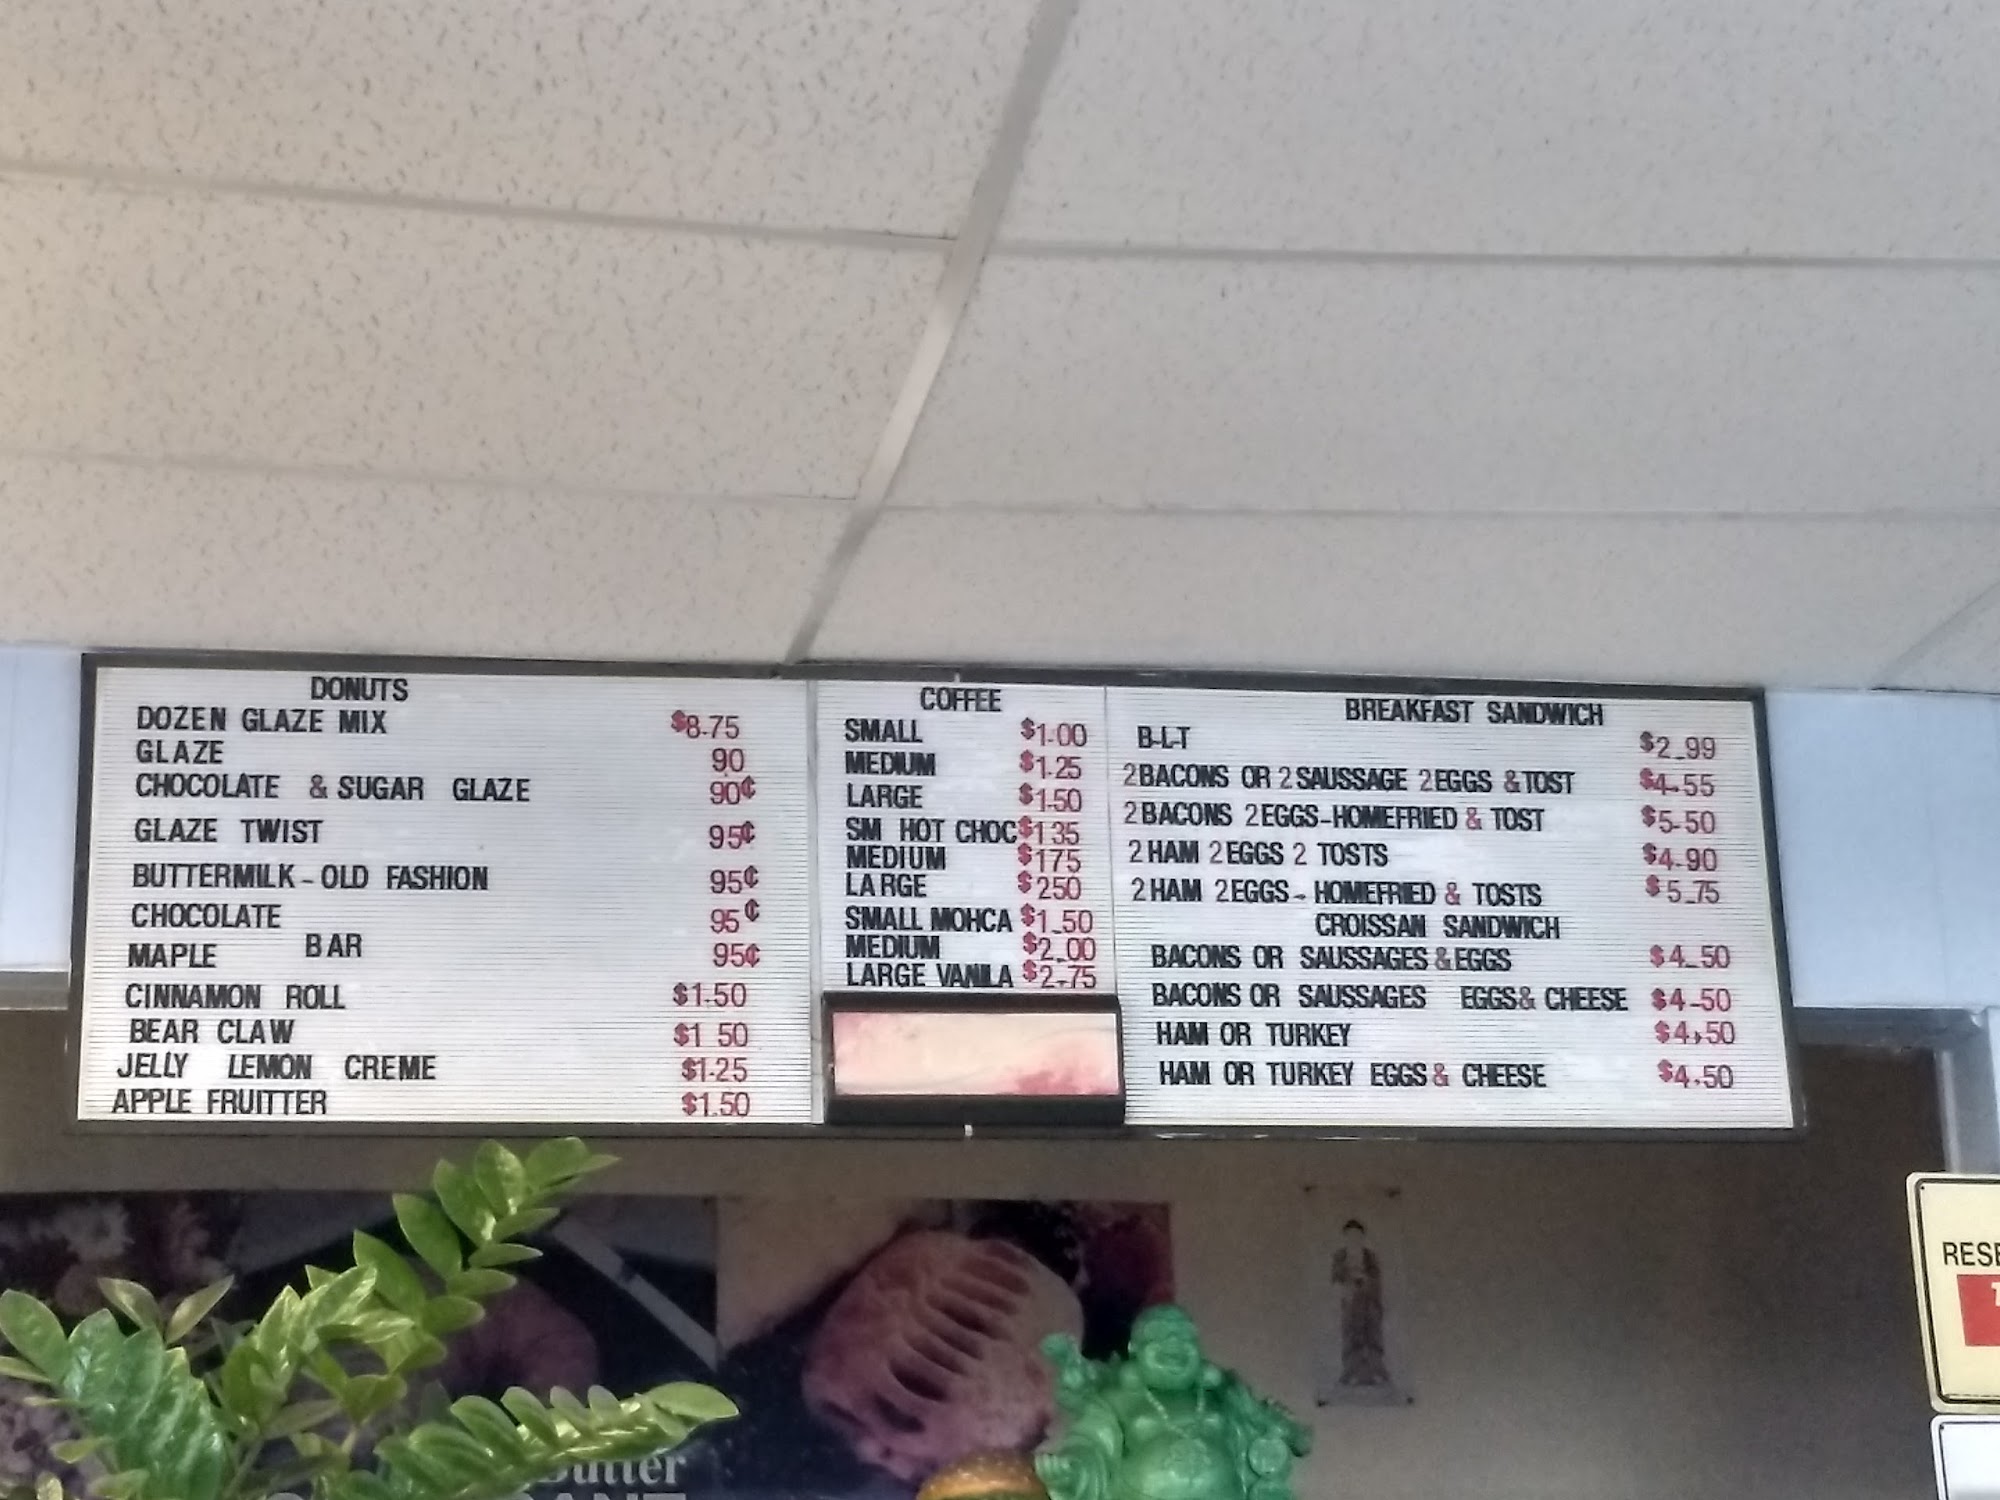 DONUTS
DOZEN GLAZE MIX $8.75
GLAZE 90
CHOCOLATE & SUGAR GLAZE 90¢
GLAZE TWIST 95¢
BUTTERMILK-OLD FASHION 95¢
CHOCOLATE 95¢
BAR
MAPLE 95¢
CINNAMON ROLL $1.50
BEAR CLAW $1 50
JELLY LEMON CREME $1.25
APPLE FRUITTER $1.50
COFFEE
SMALL $1.00
MEDIUM $1.25
LARGE $1.50
SM HOT CHOC $1 35
MEDIUM $175
LARGE $250
SMALL MOHCA $1.50
MEDIUM $2.00
LARGE VANILA $2.75
BREAKFAST SANDWICH
B-L-T $2.99
2 BACONS OR 2 SAUSSAGE 2 EGGS & TOST $4.55
2 BACONS 2 EGGS-HOMEFRIED & TOST $5.50
2 HAM 2 EGGS 2 TOSTS $4.90
2 HAM 2 EGGS-HOMEFRIED & TOSTS $5.75
CROISSAN SANDWICH
BACONS OR SAUSSAGES & EGGS $4.50
BACONS OR SAUSSAGES EGGS & CHEESE $4.50
HAM OR TURKEY $4.50
HAM OR TURKEY EGGS & CHEESE $4.50
RESE
Butter